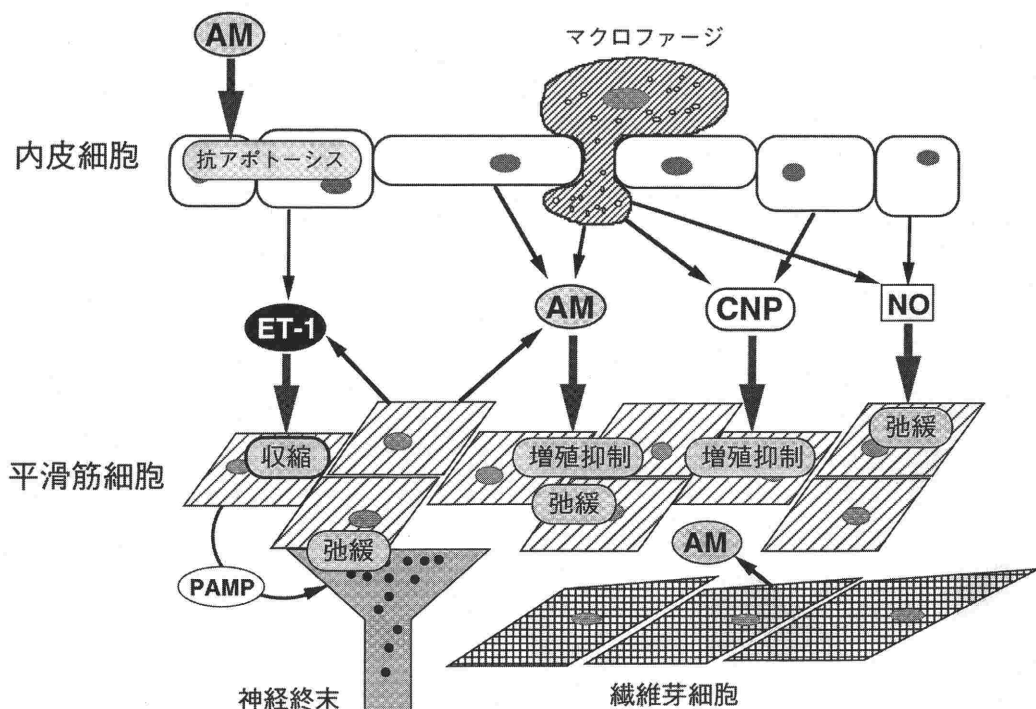 AM
マクロファージ
内皮細胞
抗アポトーシス
ET-1
AM
CNP
NO
平滑筋細胞
収縮
増殖抑制
増殖抑制
弛緩
弛緩
弛緩
AM
PAMP
神経終末
繊維芽細胞